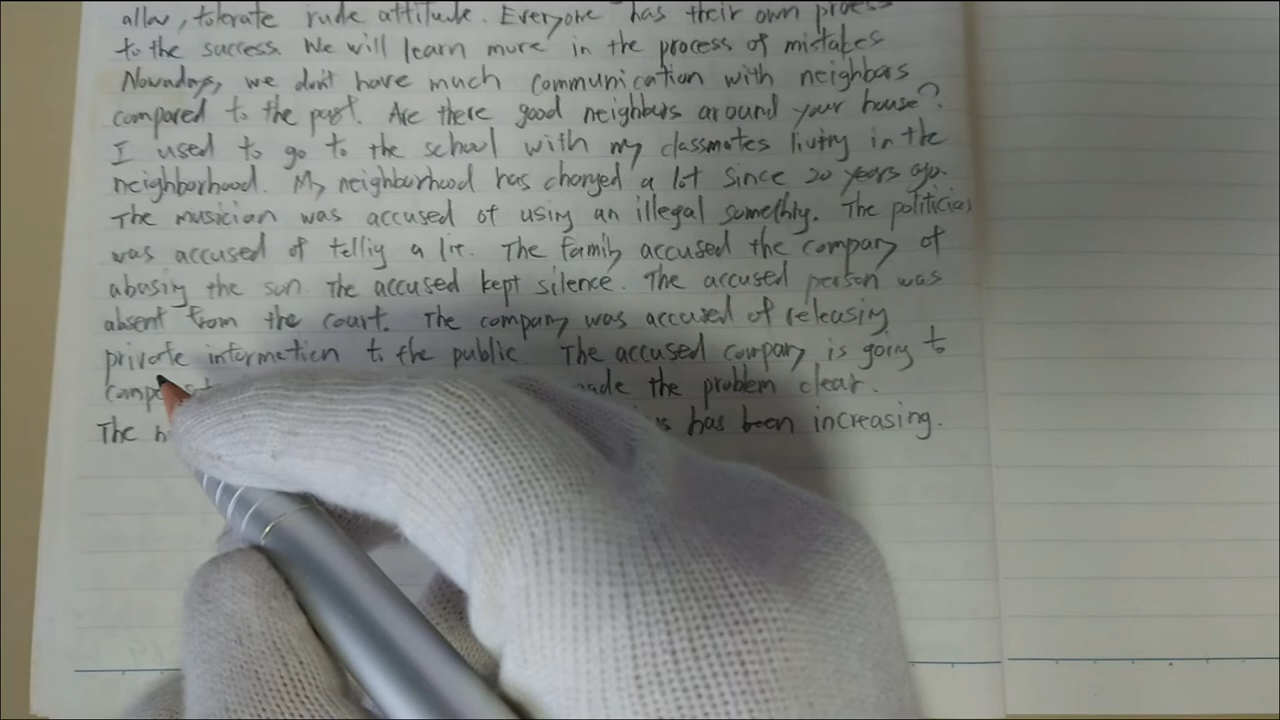 allow, tolerate rude attitude. Everyone has their own process
to the success. We will learn more in the process of mistakes
Nowadays, we don't have much communication with neighbors
compared to the past. Are there good neighbors around your house?
I used to go to the school with my classmates living in the
neighborhood. My neighborhood has changed a lot since 20 years ago.
The musician was accused of using an illegal something. The politician
was accused of telling a lie. The family accused the company of
abusing the son. The accused kept silence. The accused person was
absent from the court. The company was accused of releasing
private information to the public. The accused company is going to
the problem clear.
The has been increasing.